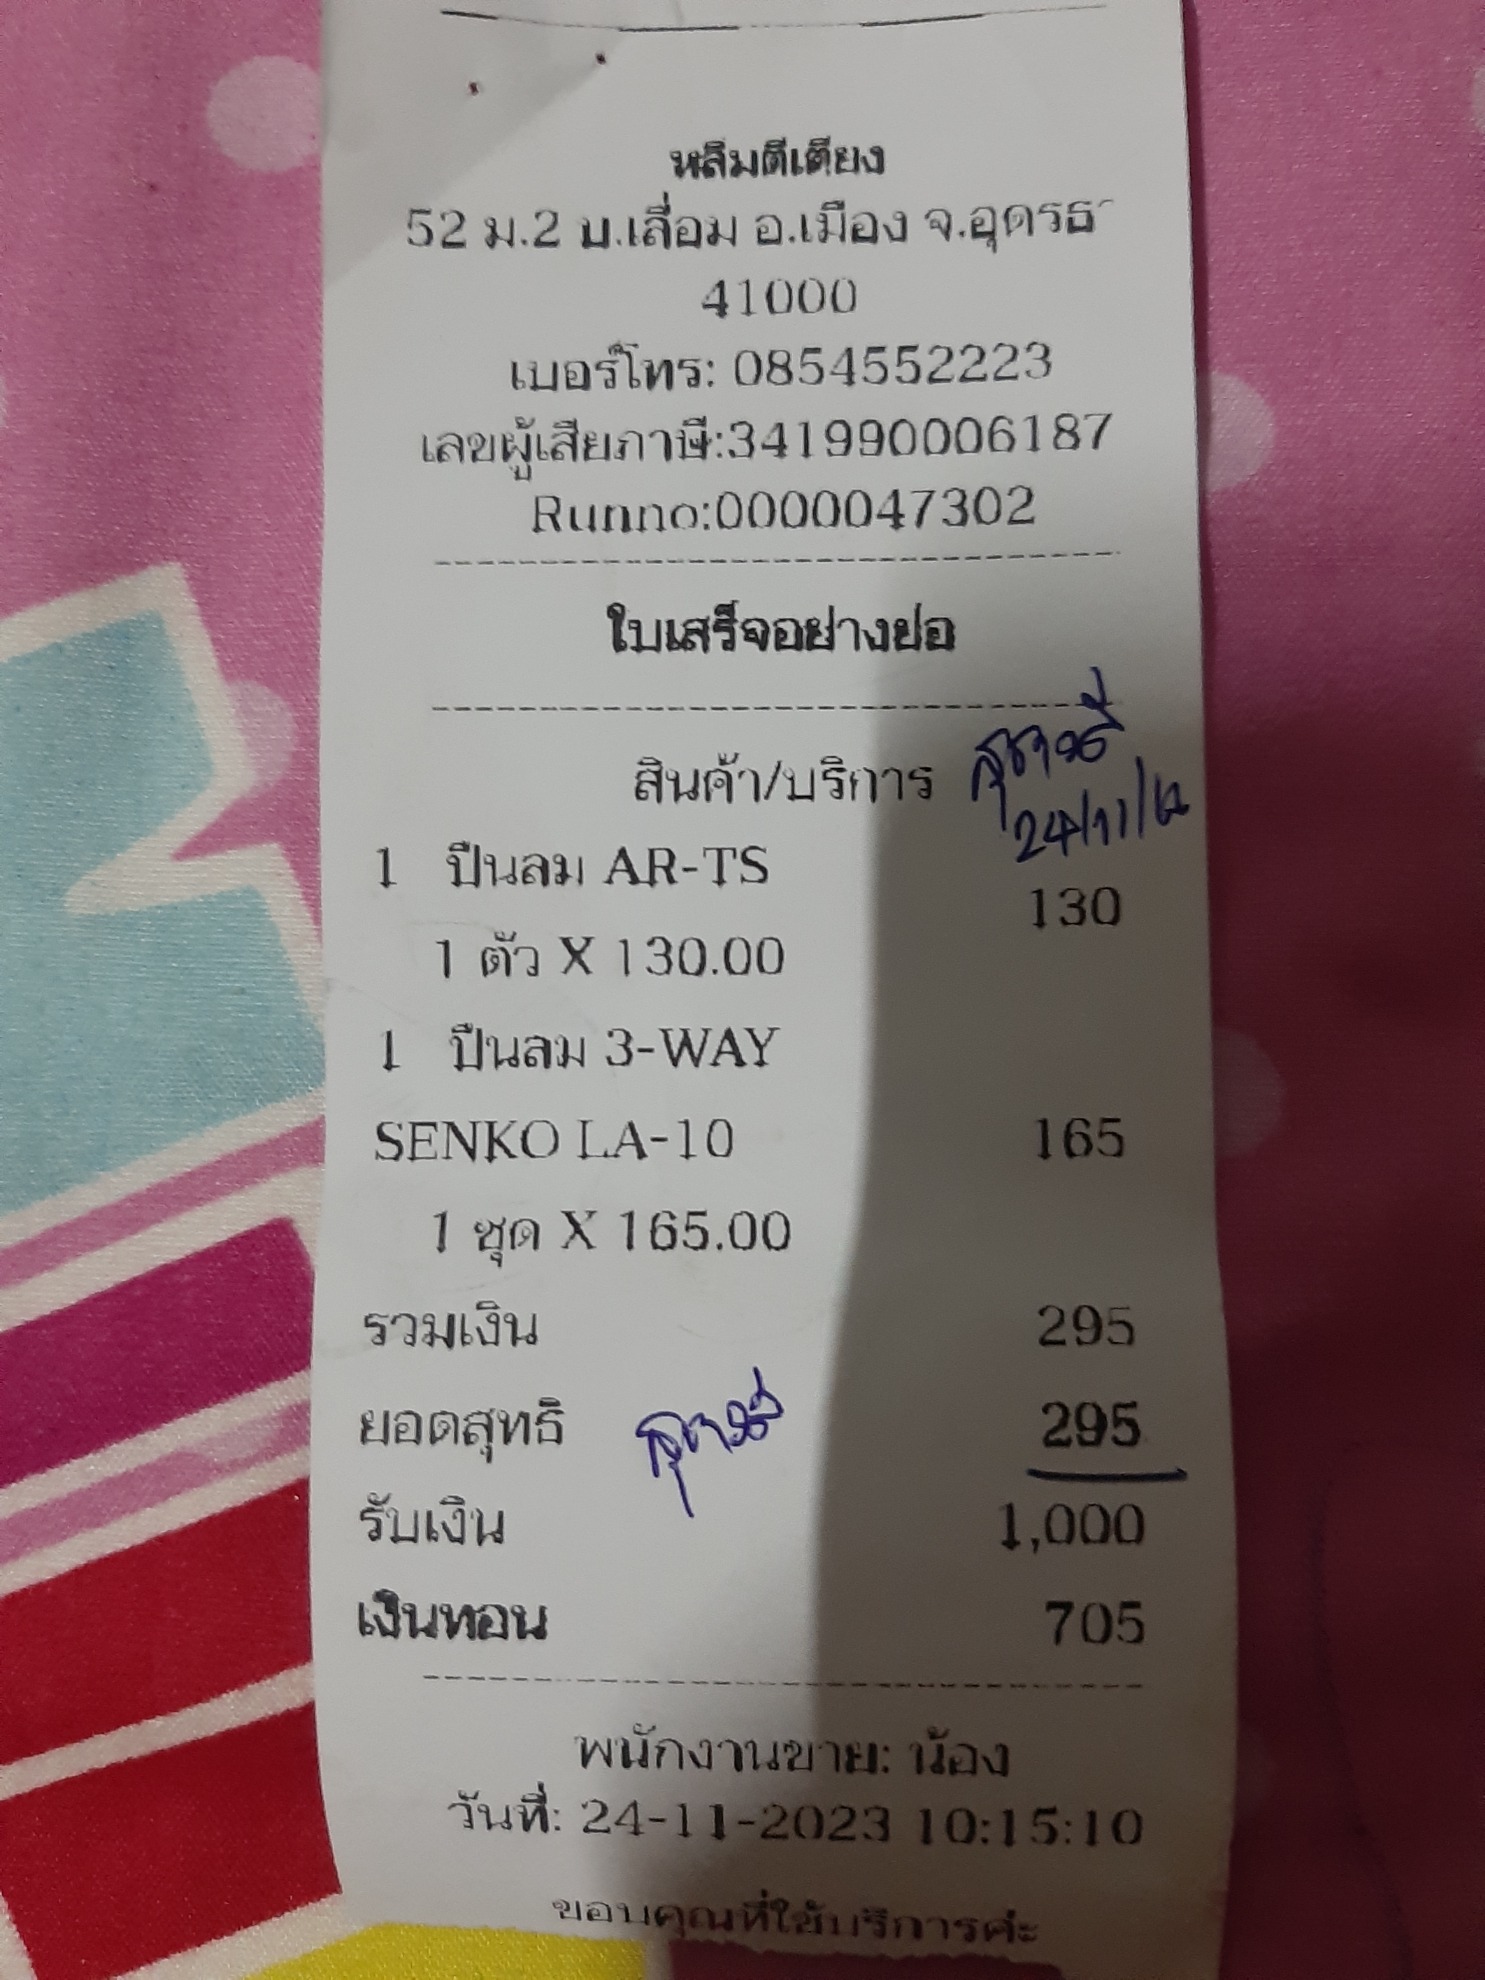 หลิมตีเตียง
52 ม.2 บ.เลื่อม อ.เมือง จ.อุดรธ
41000
เบอร์โทร: 0854552223
เลขผู้เสียภาษี:3419900006187
Runno:0000047302
ใบเสร็จอย่างย่อ
สินค้า/บริการ
24/11/
1 ปืนลม AR-TS 130
1 ตัว X 130.00
1 ปืนลม 3-WAY
SENKO LA-10 165
1 ชุด X 165.00
รวมเงิน 295
ยอดสุทธิ 295
รับเงิน 1,000
เงินทอน 705
พนักงานขาย: น้อง
วันที่: 24-11-2023 10:15:10
ขอบคุณที่ใช้บริการค่ะ